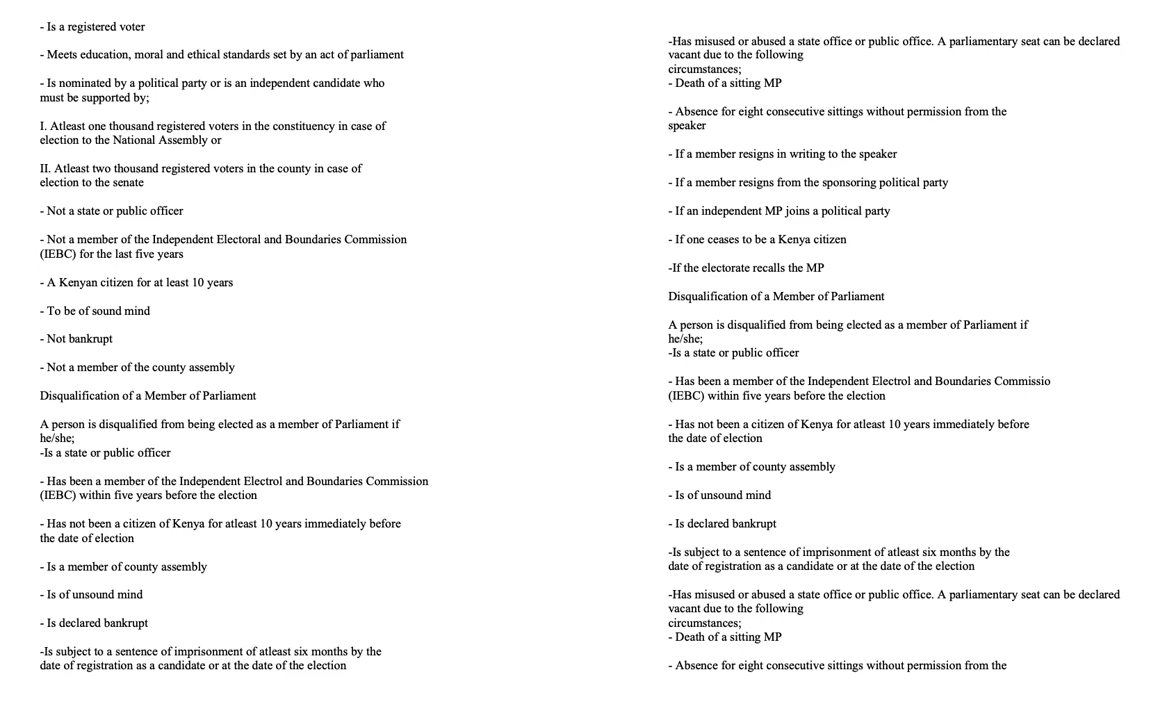 - Is a registered voter
- Meets education, moral and ethical standards set by an act of parliament
- Is nominated by a political party or is an independent candidate who
must be supported by;
I. Atleast one thousand registered voters in the constituency in case of
election to the National Assembly or
II. Atleast two thousand registered voters in the county in case of
election to the senate
- Not a state or public officer
- Not a member of the Independent Electoral and Boundaries Commission
(IEBC) for the last five years
- A Kenyan citizen for at least 10 years
- To be of sound mind
- Not bankrupt
- Not a member of the county assembly
Disqualification of a Member of Parliament
A person is disqualified from being elected as a member of Parliament if
he/she;
-Is a state or public officer
- Has been a member of the Independent Electrol and Boundaries Commission
(IEBC) within five years before the election
- Has not been a citizen of Kenya for atleast 10 years immediately before
the date of election
- Is a member of county assembly
- Is of unsound mind
- Is declared bankrupt
-Is subject to a sentence of imprisonment of atleast six months by the
date of registration as a candidate or at the date of the election
-Has misused or abused a state office or public office. A parliamentary seat can be declared
vacant due to the following
circumstances;
- Death of a sitting MP
- Absence for eight consecutive sittings without permission from the
speaker
- If a member resigns in writing to the speaker
- If a member resigns from the sponsoring political party
- If an independent MP joins a political party
- If one ceases to be a Kenya citizen
-If the electorate recalls the MP
Disqualification of a Member of Parliament
A person is disqualified from being elected as a member of Parliament if
he/she;
-Is a state or public officer
- Has been a member of the Independent Electrol and Boundaries Commissio
(IEBC) within five years before the election
- Has not been a citizen of Kenya for atleast 10 years immediately before
the date of election
- Is a member of county assembly
- Is of unsound mind
- Is declared bankrupt
-Is subject to a sentence of imprisonment of atleast six months by the
date of registration as a candidate or at the date of the election
-Has misused or abused a state office or public office. A parliamentary seat can be declared
vacant due to the following
circumstances;
- Death of a sitting MP
- Absence for eight consecutive sittings without permission from the